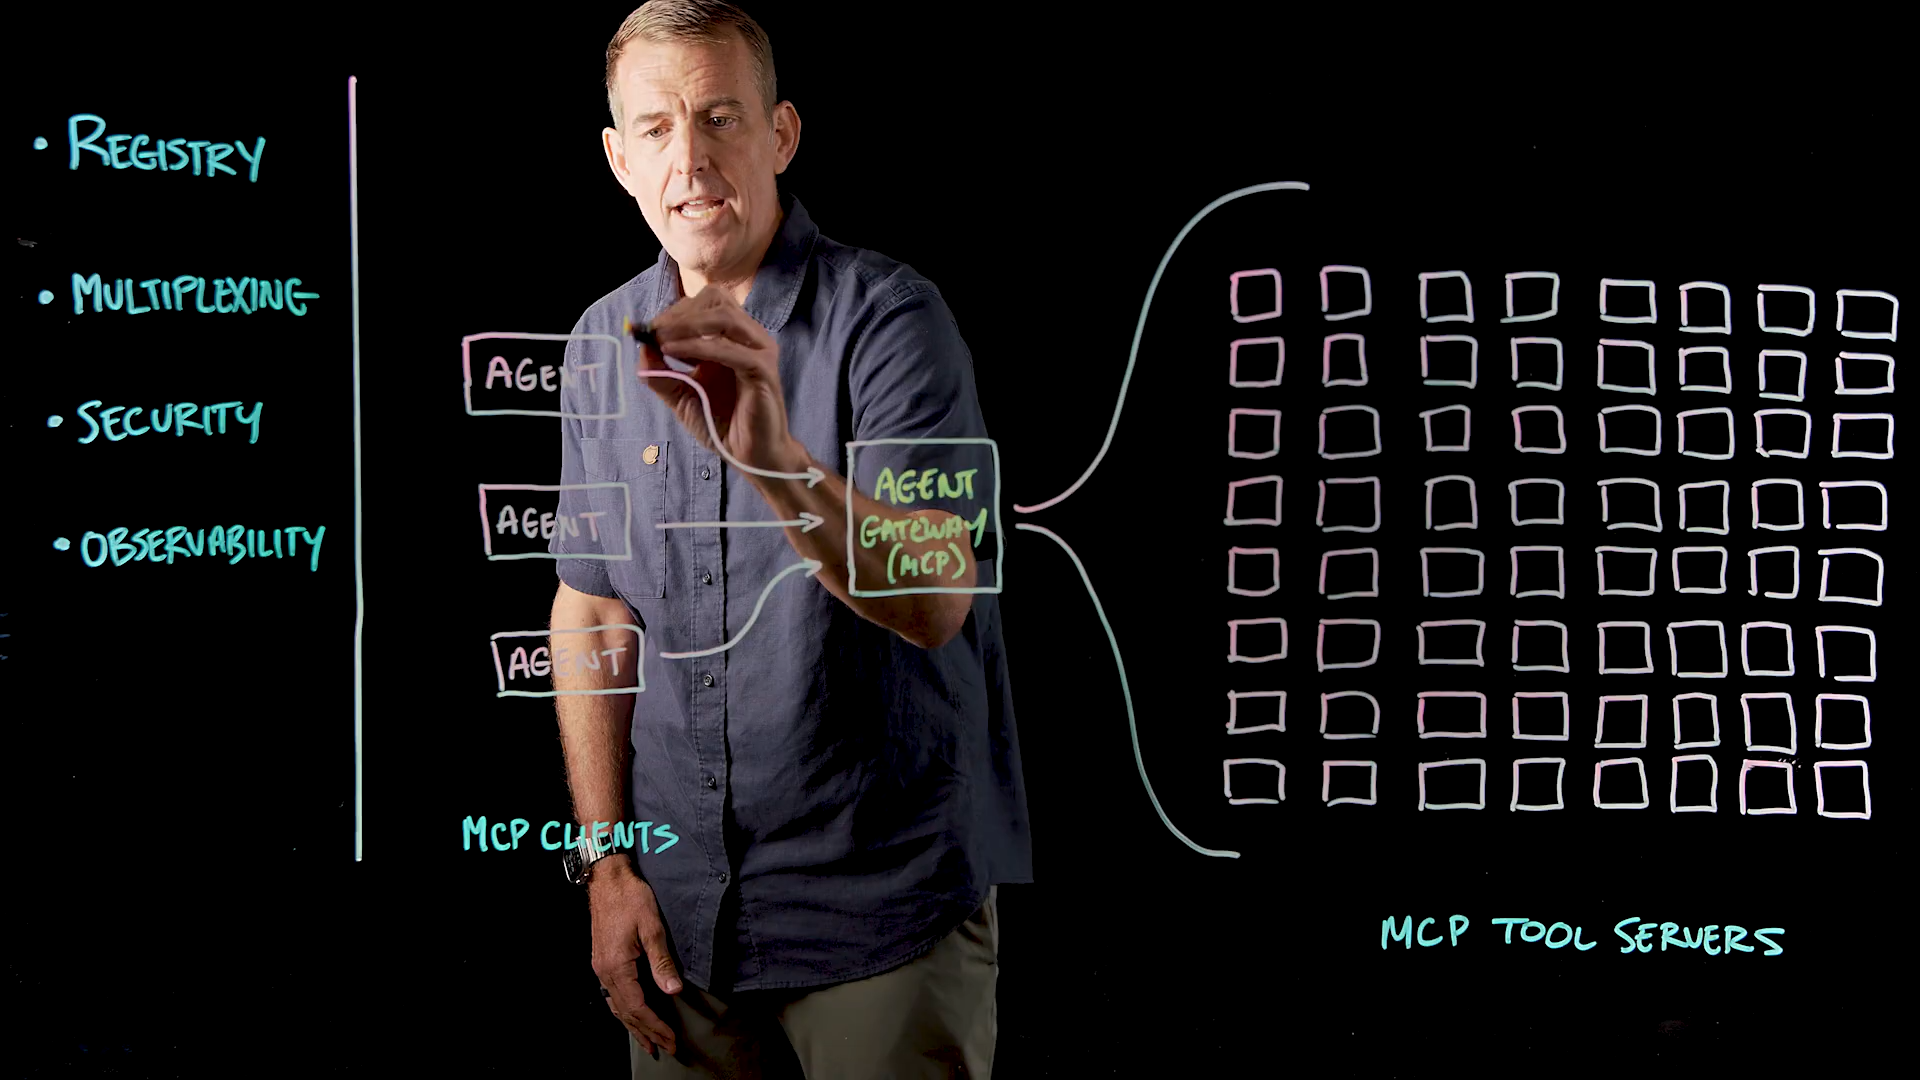 • REGISTRY
• MULTIPLEXING
• SECURITY
• OBSERVABILITY
AGENT
AGENT
AGENT
MCP CLIENTS
AGENT
GATEWAY
(MCP)
MCP TOOL SERVERS